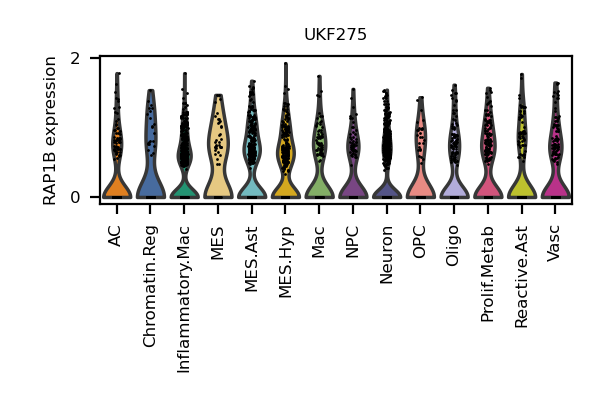 UKF275
RAP1B expression
2
0
AC
Chromatin.Reg
Inflammatory.Mac
MES
MES.Ast
MES.Hyp
Mac
NPC
Neuron
OPC
Oligo
Prolif.Metab
Reactive.Ast
Vasc